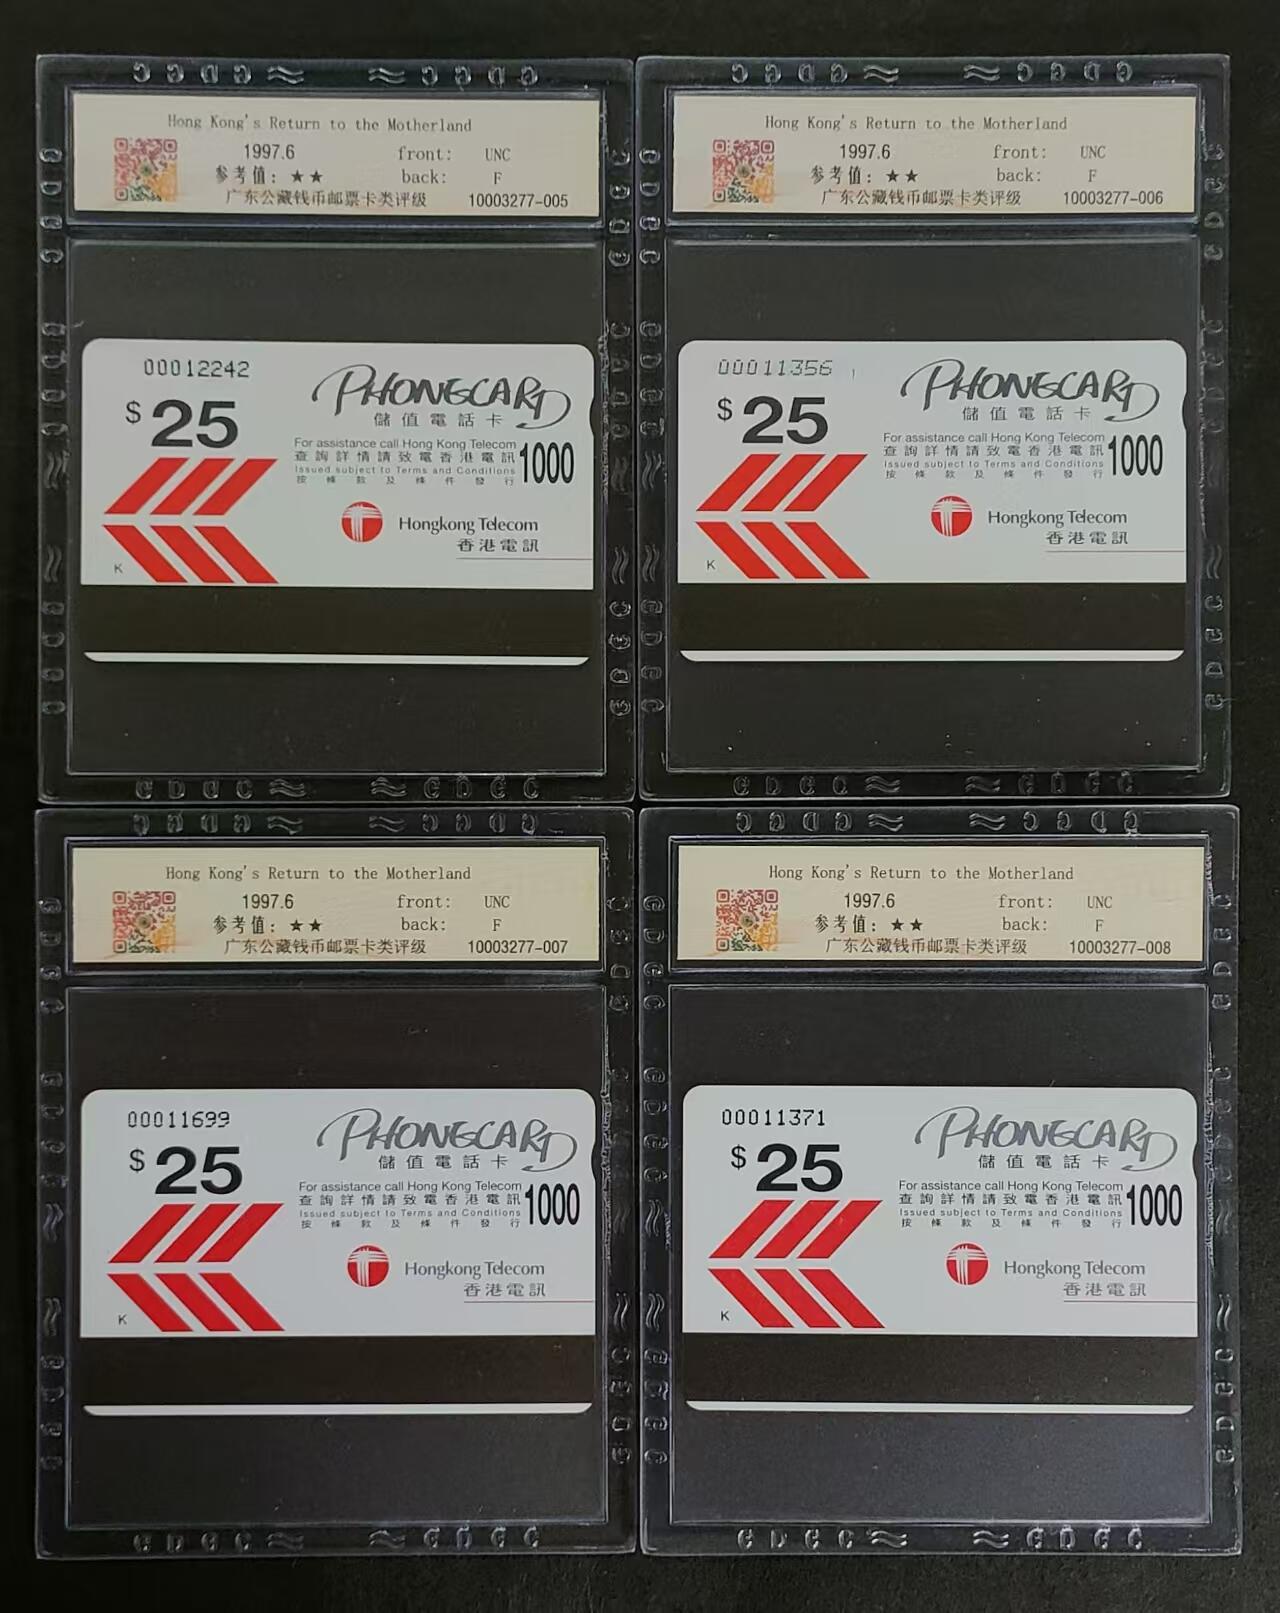 Hong Kong's Return to the Motherland
1997.6 front: UNC
参考值: ★★ back: F
广东公藏钱币邮票卡类评级 10003277-005
00012242
PHONECARD
$25
儲值電話卡
For assistance call Hong Kong Telecom
查詢詳情請致電香港電訊 1000
Issued subject to Terms and Conditions
按條款及條件發行
Hongkong Telecom
香港電訊
K
Hong Kong's Return to the Motherland
1997.6 front: UNC
参考值: ★★ back: F
广东公藏钱币邮票卡类评级 10003277-006
00011356
PHONECARD
$25
儲值電話卡
For assistance call Hong Kong Telecom
查詢詳情請致電香港電訊 1000
Issued subject to Terms and Conditions
按條款及條件發行
Hongkong Telecom
香港電訊
K
Hong Kong's Return to the Motherland
1997.6 front: UNC
参考值: ★★ back: F
广东公藏钱币邮票卡类评级 10003277-007
00011699
PHONECARD
$25
儲值電話卡
For assistance call Hong Kong Telecom
查詢詳情請致電香港電訊 1000
Issued subject to Terms and Conditions
按條款及條件發行
Hongkong Telecom
香港電訊
K
Hong Kong's Return to the Motherland
1997.6 front: UNC
参考值: ★★ back: F
广东公藏钱币邮票卡类评级 10003277-008
00011371
PHONECARD
$25
儲值電話卡
For assistance call Hong Kong Telecom
查詢詳情請致電香港電訊 1000
Issued subject to Terms and Conditions
按條款及條件發行
Hongkong Telecom
香港電訊
K